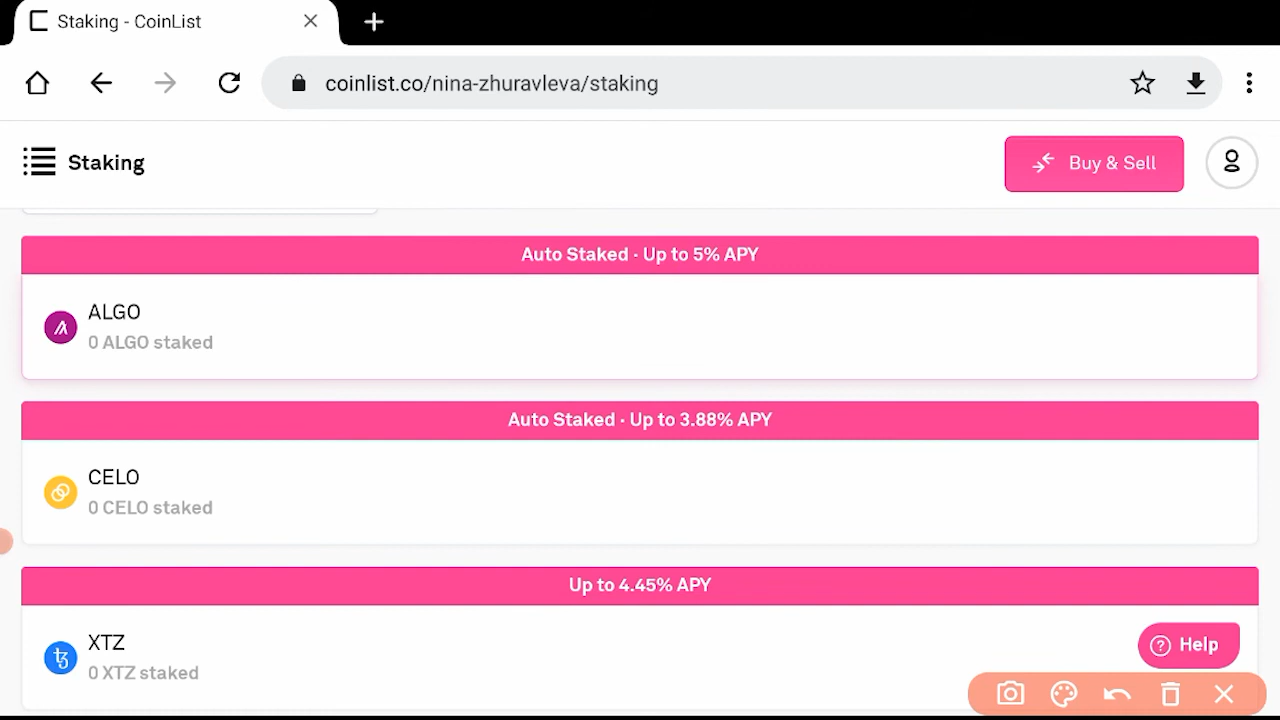 Staking - CoinList
coinlist.co/nina-zhuravleva/staking
Staking
Buy & Sell
Auto Staked · Up to 5% APY
ALGO
0 ALGO staked
Auto Staked · Up to 3.88% APY
CELO
0 CELO staked
Up to 4.45% APY
XTZ
0 XTZ staked
Help